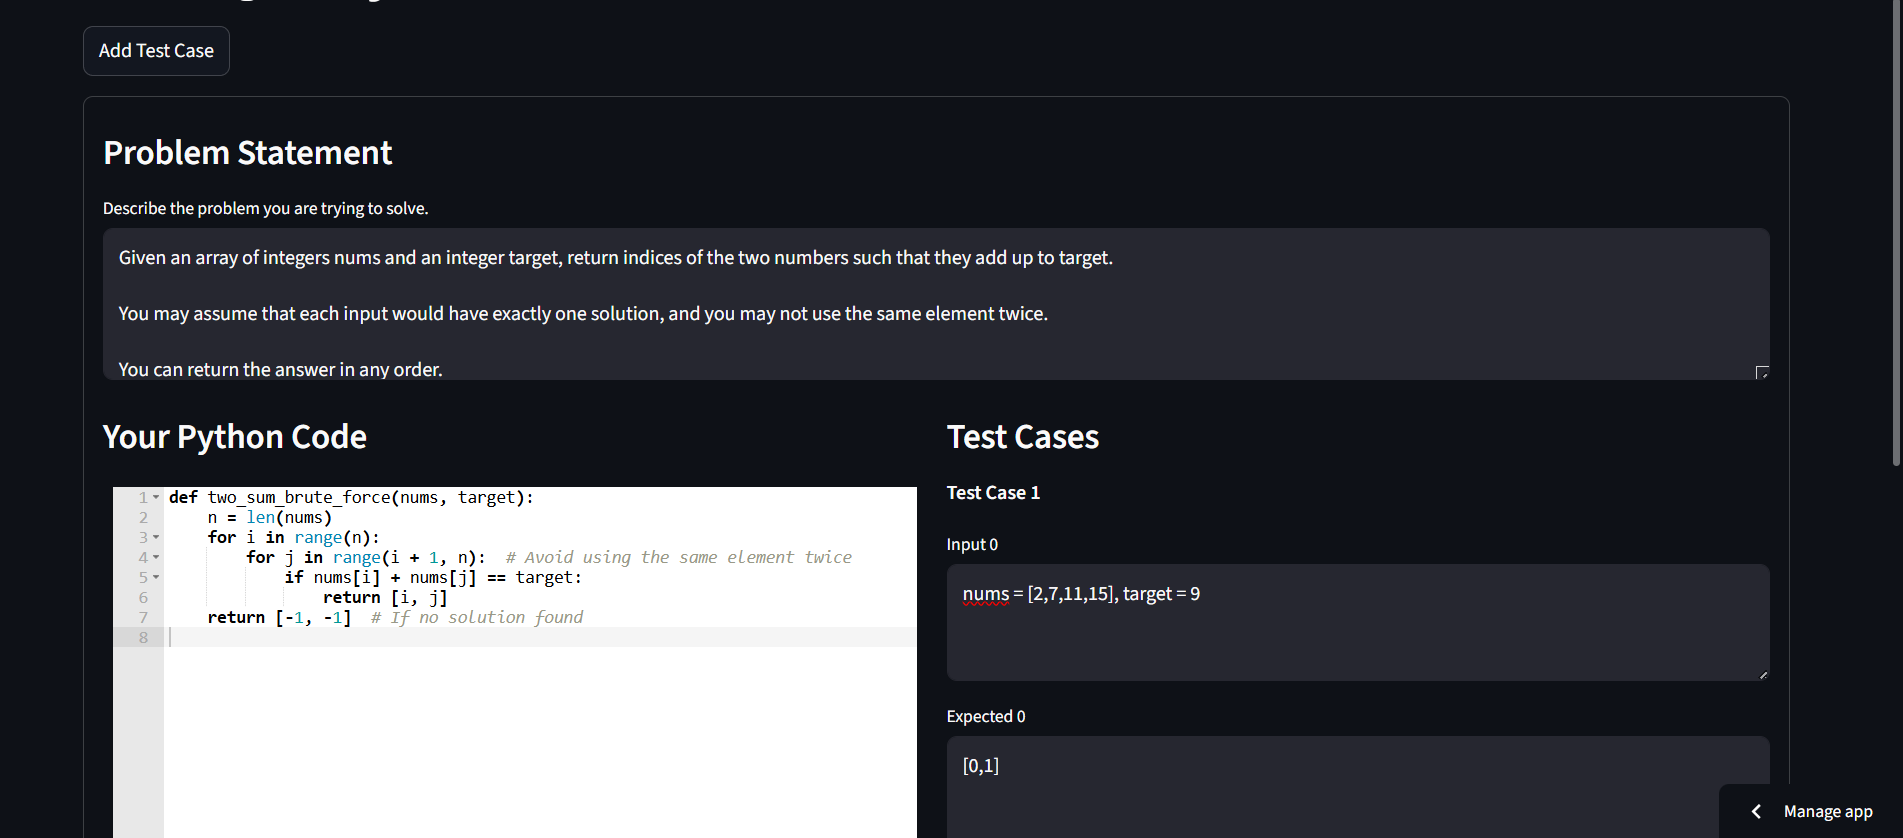 Add Test Case
Problem Statement
Describe the problem you are trying to solve.
Given an array of integers nums and an integer target, return indices of the two numbers such that they add up to target.
You may assume that each input would have exactly one solution, and you may not use the same element twice.
You can return the answer in any order.
Your Python Code
1 def two_sum_brute_force(nums, target):
2     n = len(nums)
3     for i in range(n):
4         for j in range(i + 1, n):  # Avoid using the same element twice
5             if nums[i] + nums[j] == target:
6                 return [i, j]
7     return [-1, -1]  # If no solution found
8
Test Cases
Test Case 1
Input 0
nums = [2,7,11,15], target = 9
Expected 0
[0,1]
Manage app